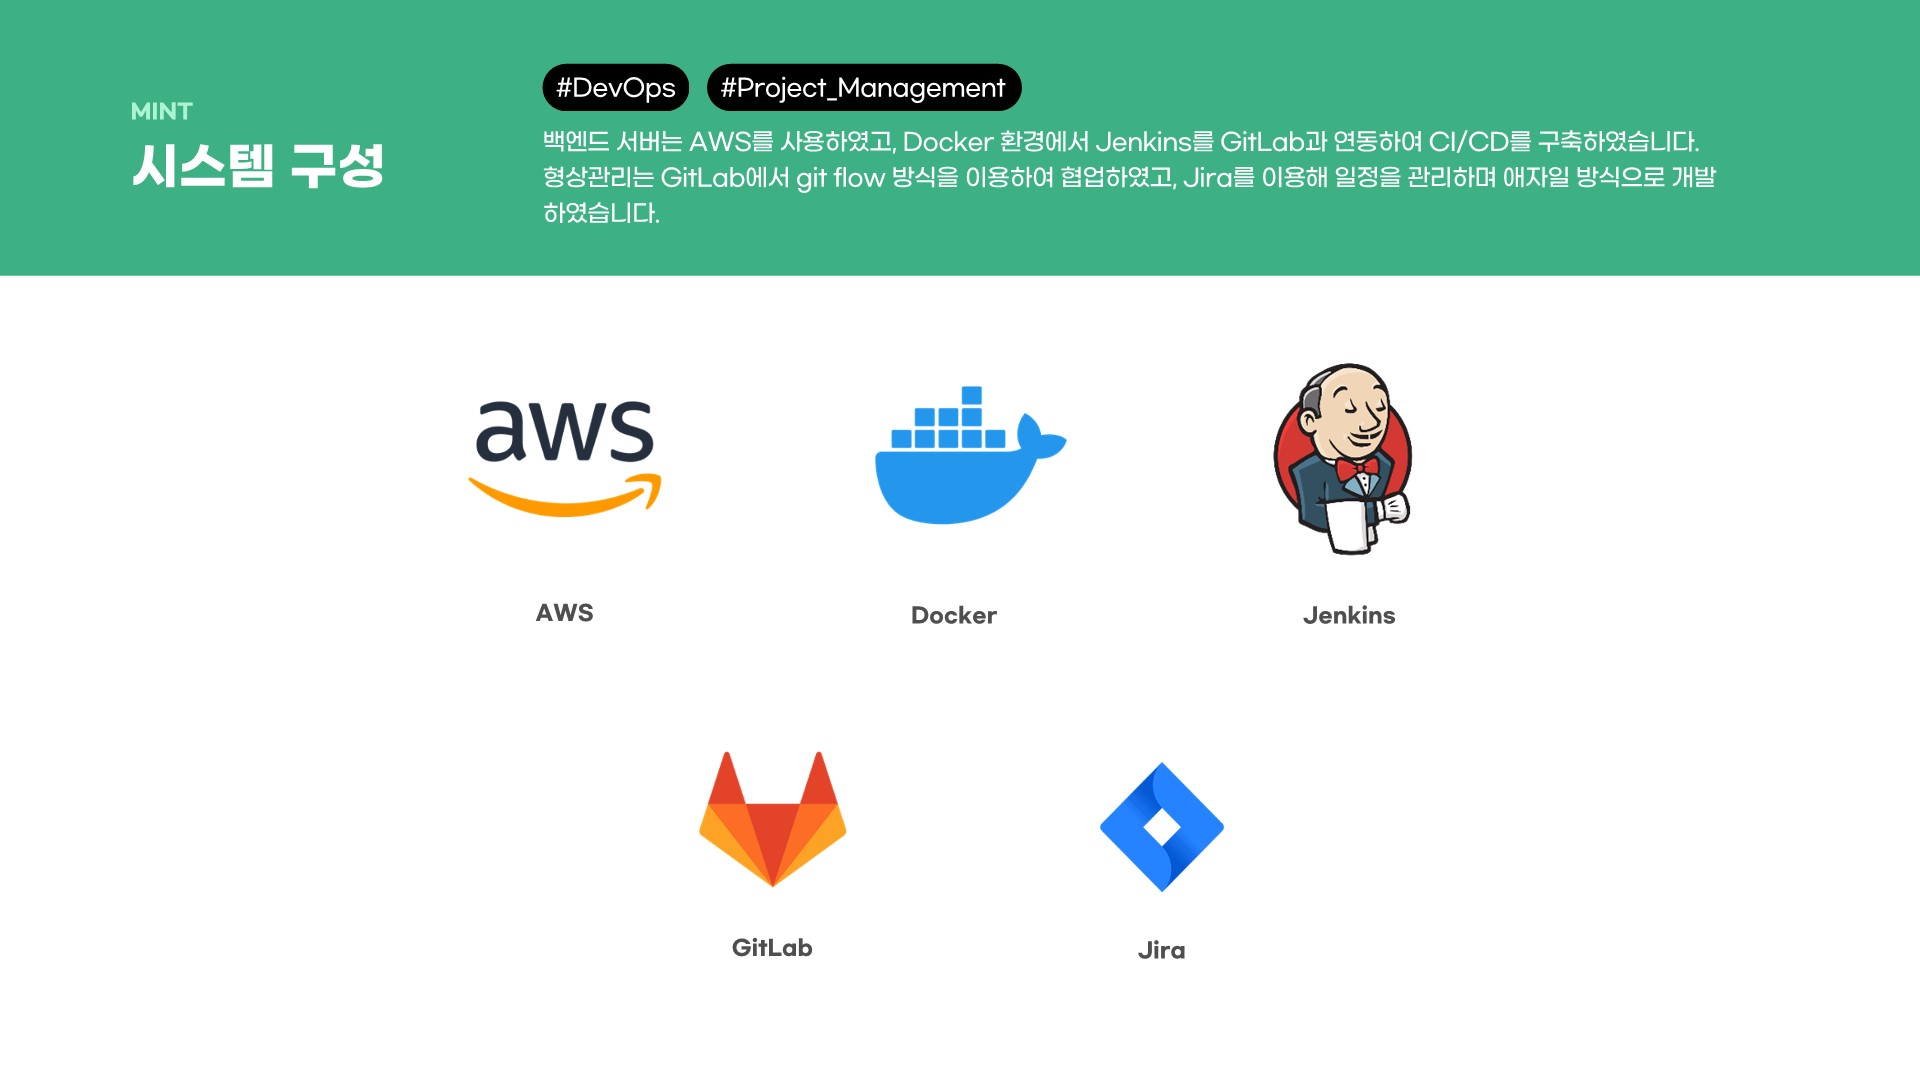 MINT
시스템 구성
#DevOps #Project_Management
백엔드 서버는 AWS를 사용하였고, Docker 환경에서 Jenkins를 GitLab과 연동하여 CI/CD를 구축하였습니다.
형상관리는 GitLab에서 git flow 방식을 이용하여 협업하였고, Jira를 이용해 일정을 관리하며 애자일 방식으로 개발
하였습니다.
aws
AWS
Docker
Jenkins
GitLab
Jira